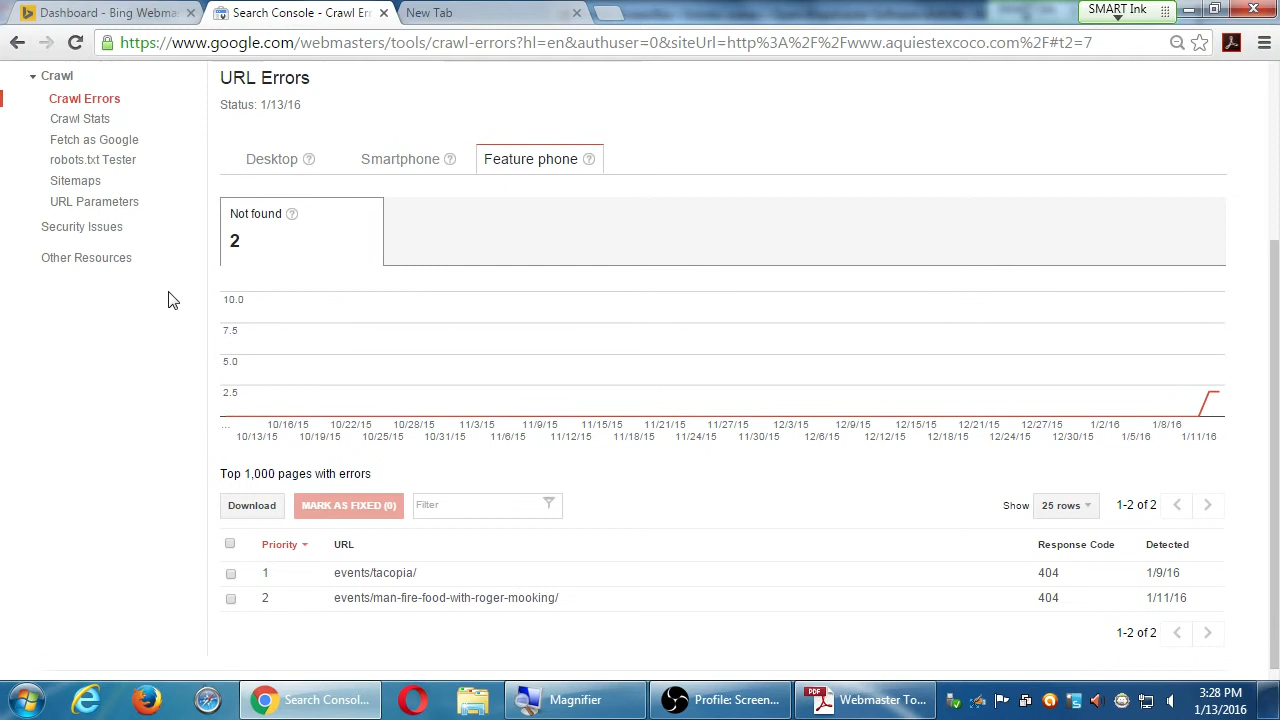 Dashboard - Bing Webma
Search Console - Crawl Er
New Tab
SMART Ink
https://www.google.com/webmasters/tools/crawl-errors?hl=en&authuser=0&siteUrl=http%3A%2F%2Fwww.aquiestexcoco.com%2F#t2=7
Crawl
Crawl Errors
Crawl Stats
Fetch as Google
robots.txt Tester
Sitemaps
URL Parameters
Security Issues
Other Resources
URL Errors
Status: 1/13/16
Desktop ?
Smartphone ?
Feature phone ?
Not found ?
2
10.0
7.5
5.0
2.5
... 10/16/15 10/22/15 10/28/15 11/3/15 11/9/15 11/15/15 11/21/15 11/27/15 12/3/15 12/9/15 12/15/15 12/21/15 12/27/15 1/2/16 1/8/16
10/13/15 10/19/15 10/25/15 10/31/15 11/6/15 11/12/15 11/18/15 11/24/15 11/30/15 12/6/15 12/12/15 12/18/15 12/24/15 12/30/15 1/5/16 1/11/16
Top 1,000 pages with errors
Download
MARK AS FIXED (0)
Filter
Show 25 rows 1-2 of 2
Priority URL Response Code Detected
1 events/tacopia/ 404 1/9/16
2 events/man-fire-food-with-roger-mooking/ 404 1/11/16
1-2 of 2
Search Consol...
Magnifier
Profile: Screen...
PDF
Webmaster To...
3:28 PM
1/13/2016